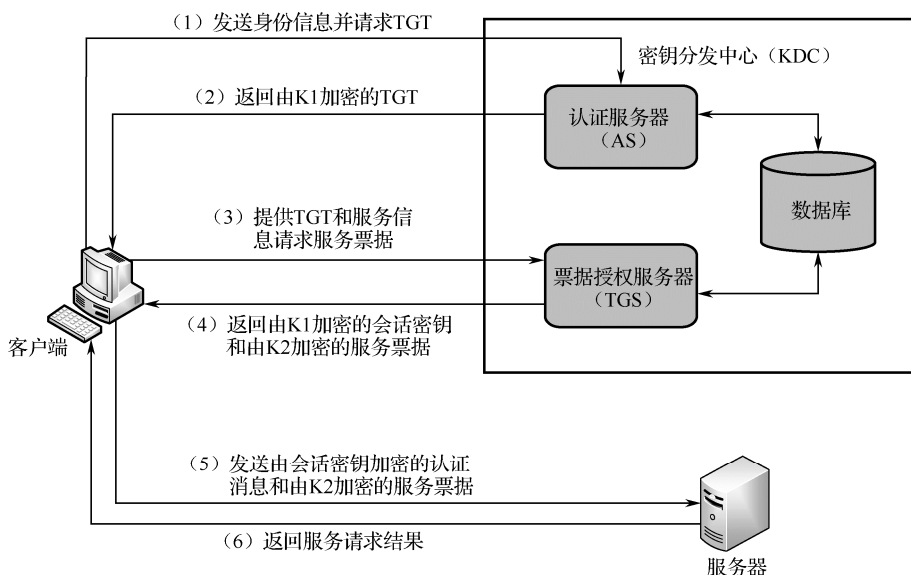 （1）发送身份信息并请求TGT
密钥分发中心（KDC）
（2）返回由K1加密的TGT
认证服务器
（AS）
数据库
（3）提供TGT和服务信
息请求服务票据
票据授权服务器
（TGS）
（4）返回由K1加密的会话密钥
和由K2加密的服务票据
客户端
（5）发送由会话密钥加密的认证
消息和由K2加密的服务票据
（6）返回服务请求结果
服务器